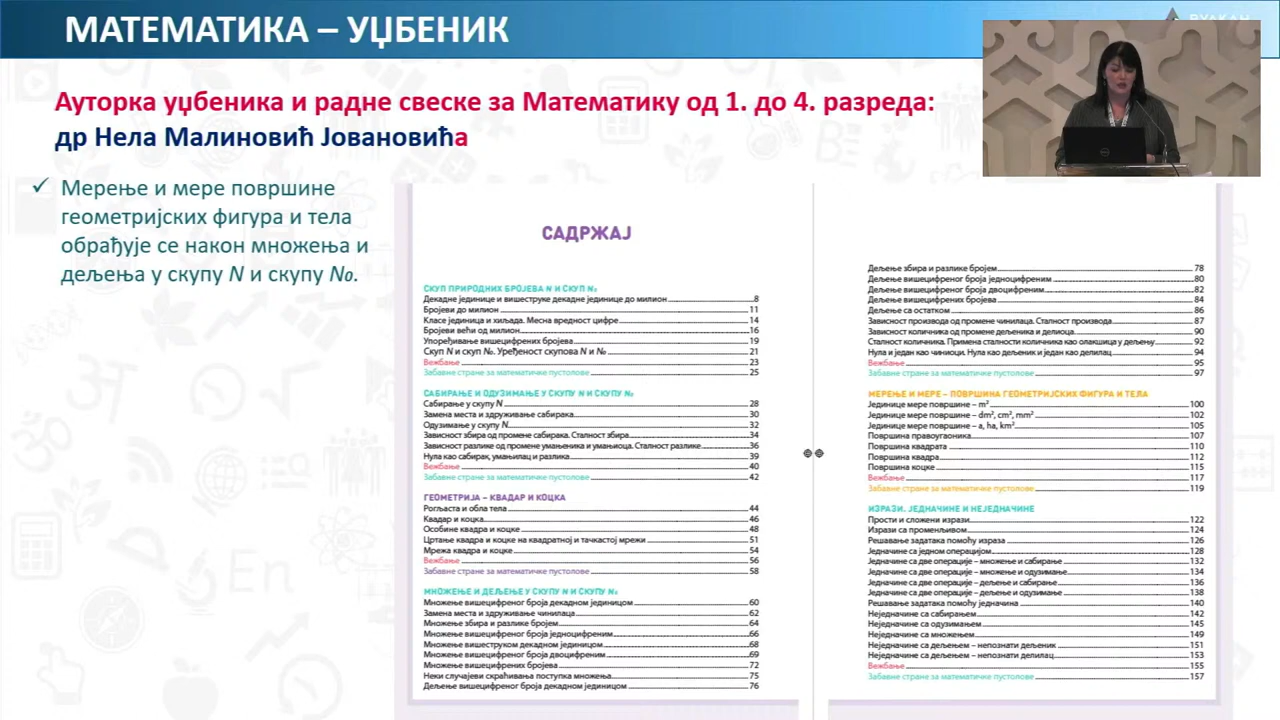 МАТЕМАТИКА – УЏБЕНИК
ВУЛКАН
Ауторка уџбеника и радне свеске за Математику од 1. до 4. разреда:
др Нела Малиновић Јовановићa
✓ Мерење и мере површине
геометријских фигура и тела
обрађује се након множења и
дељења у скупу N и скупу N₀.
САДРЖАЈ
СКУП ПРИРОДНИХ БРОЈЕВА N И СКУП N₀
Декадне јединице и вишеструке декадне јединице до милион 8
Бројеви до милион 11
Класе јединица и хиљада. Месна вредност цифре 14
Бројеви већи од милион 16
Упоређивање вишецифрених бројева 19
Скуп N и скуп N₀. Уређеност скупова N и N₀ 21
Вежбање 23
Забавне стране за математичке пустолове 25
САБИРАЊЕ И ОДУЗИМАЊЕ У СКУПУ N И СКУПУ N₀
Сабирање у скупу N 28
Замена места и здруживање сабирака 30
Одузимање у скупу N 32
Зависност збира од промене сабирака. Сталност збира 34
Зависност разлике од промене умањеника и умањиоца. Сталност разлике 36
Нула као сабирак, умањилац и разлика 39
Вежбање 40
Забавне стране за математичке пустолове 42
ГЕОМЕТРИЈА – КВАДАР И КОЦКА
Рогљаста и обла тела 44
Квадар и коцка 46
Особине квадра и коцке 48
Цртање квадра и коцке на квадратној и тачкастој мрежи 51
Мрежа квадра и коцке 54
Вежбање 56
Забавне стране за математичке пустолове 58
МНОЖЕЊЕ И ДЕЉЕЊЕ У СКУПУ N И СКУПУ N₀
Множење вишецифреног броја декадном јединицом 60
Замена места и здруживање чинилаца 62
Множење збира и разлике бројем 64
Множење вишецифреног броја једноцифреним 66
Множење вишеструком декадном јединицом 68
Множење вишецифреног броја двоцифреним 69
Множење вишецифрених бројева 72
Неки случајеви скраћивања поступка множења 75
Дељење вишецифреног броја декадном јединицом 76
Дељење збира и разлике бројем 78
Дељење вишецифреног броја једноцифреним 80
Дељење вишецифреног броја двоцифреним 82
Дељење вишецифрених бројева 84
Дељење са остатком 86
Зависност производа од промене чинилаца. Сталност производа 87
Зависност количника од промене дељеника и делиоца 90
Сталност количника. Примена сталности количника као олакшица у дељењу 92
Нула и један као чиниоци. Нула као дељеник и један као делилац 94
Вежбање 95
Забавне стране за математичке пустолове 97
МЕРЕЊЕ И МЕРЕ – ПОВРШИНА ГЕОМЕТРИЈСКИХ ФИГУРА И ТЕЛА
Јединице мере површине – m² 100
Јединице мере површине – dm², cm², mm² 102
Јединице мере површине – a, ha, km² 105
Површина правоугаоника 107
Површина квадрата 110
Површина квадра 112
Површина коцке 115
Вежбање 117
Забавне стране за математичке пустолове 119
ИЗРАЗИ, ЈЕДНАЧИНЕ И НЕЈЕДНАЧИНЕ
Прости и сложени изрази 122
Изрази са променљивом 124
Решавање задатака помоћу израза 126
Једначине са једном операцијом 128
Једначине са две операције – множење и сабирање 132
Једначине са две операције – множење и одузимање 134
Једначине са две операције – дељење и сабирање 136
Једначине са две операције – дељење и одузимање 138
Решавање задатака помоћу једначина 140
Неједначине са сабирањем 142
Неједначине са одузимањем 145
Неједначине са множењем 149
Неједначине са дељењем – непознати дељеник 151
Неједначине са дељењем – непознати делилац 153
Вежбање 155
Забавне стране за математичке пустолове 157